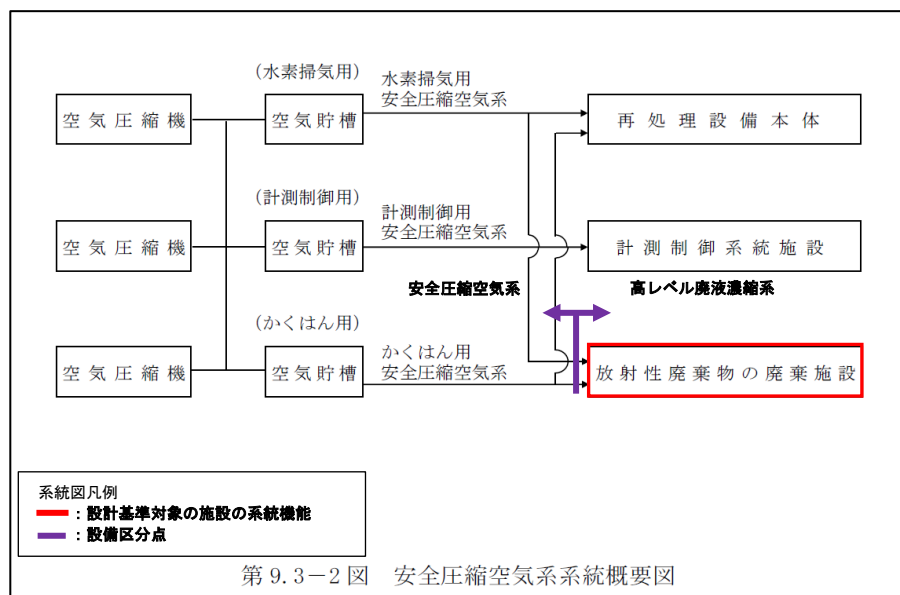 (水素掃気用)
水素掃気用
安全圧縮空気系
空気圧縮機
空気貯槽
再処理設備本体
(計測制御用)
計測制御用
安全圧縮空気系
空気圧縮機
空気貯槽
計測制御系統施設
安全圧縮空気系
高レベル廃液濃縮系
(かくはん用)
かくはん用
安全圧縮空気系
空気圧縮機
空気貯槽
放射性廃棄物の廃棄施設
系統図凡例
:設計基準対象の施設の系統機能
:設備区分点
第9.3-2図 安全圧縮空気系系統概要図